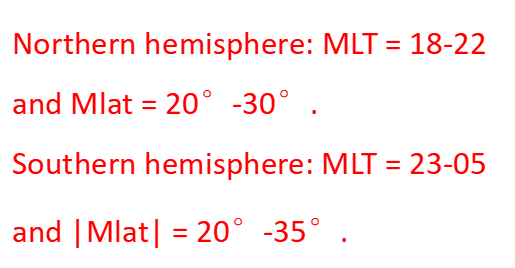 Northern hemisphere: MLT = 18-22
and Mlat = 20° -30° .
Southern hemisphere: MLT = 23-05
and |Mlat| = 20° -35° .